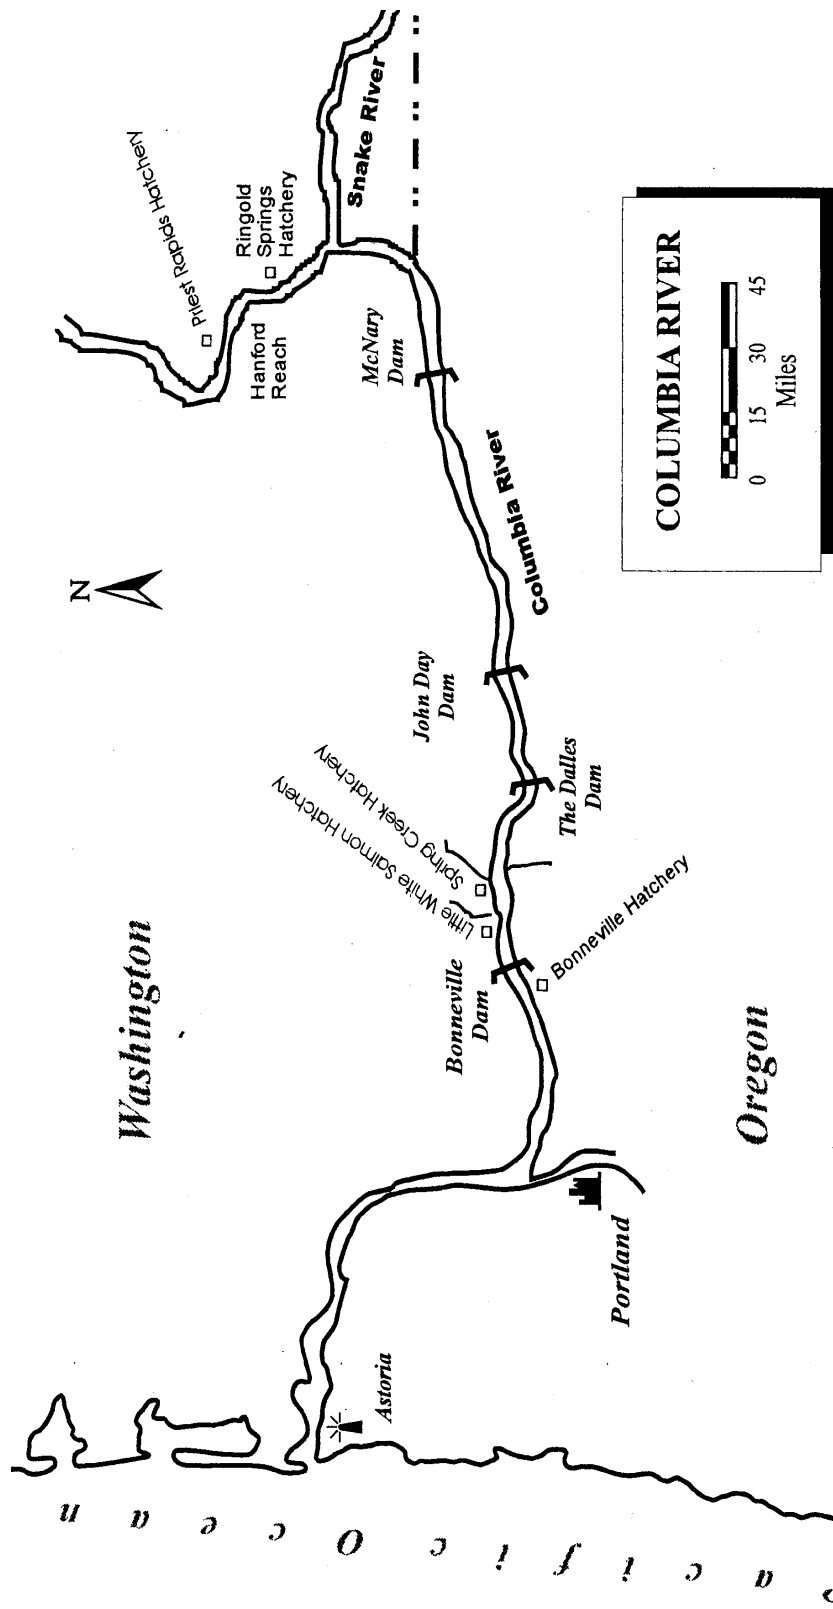 Washington
Oregon
Pacific Ocean
N
Priest Rapids Hatchery
Ringold
Springs
Hatchery
Hanford
Reach
Snake River
McNary
Dam
Columbia River
John Day
Dam
The Dalles
Dam
Spring Creek Hatchery
Little White Salmon Hatchery
Bonneville
Dam
Bonneville Hatchery
Portland
Astoria
COLUMBIA RIVER
0 15 30 45
Miles